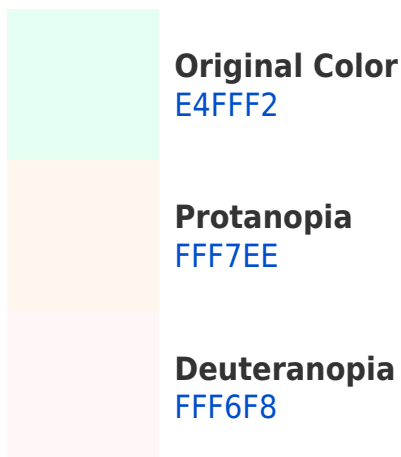 Original Color
E4FFF2
Protanopia
FFF7EE
Deuteranopia
FFF6F8